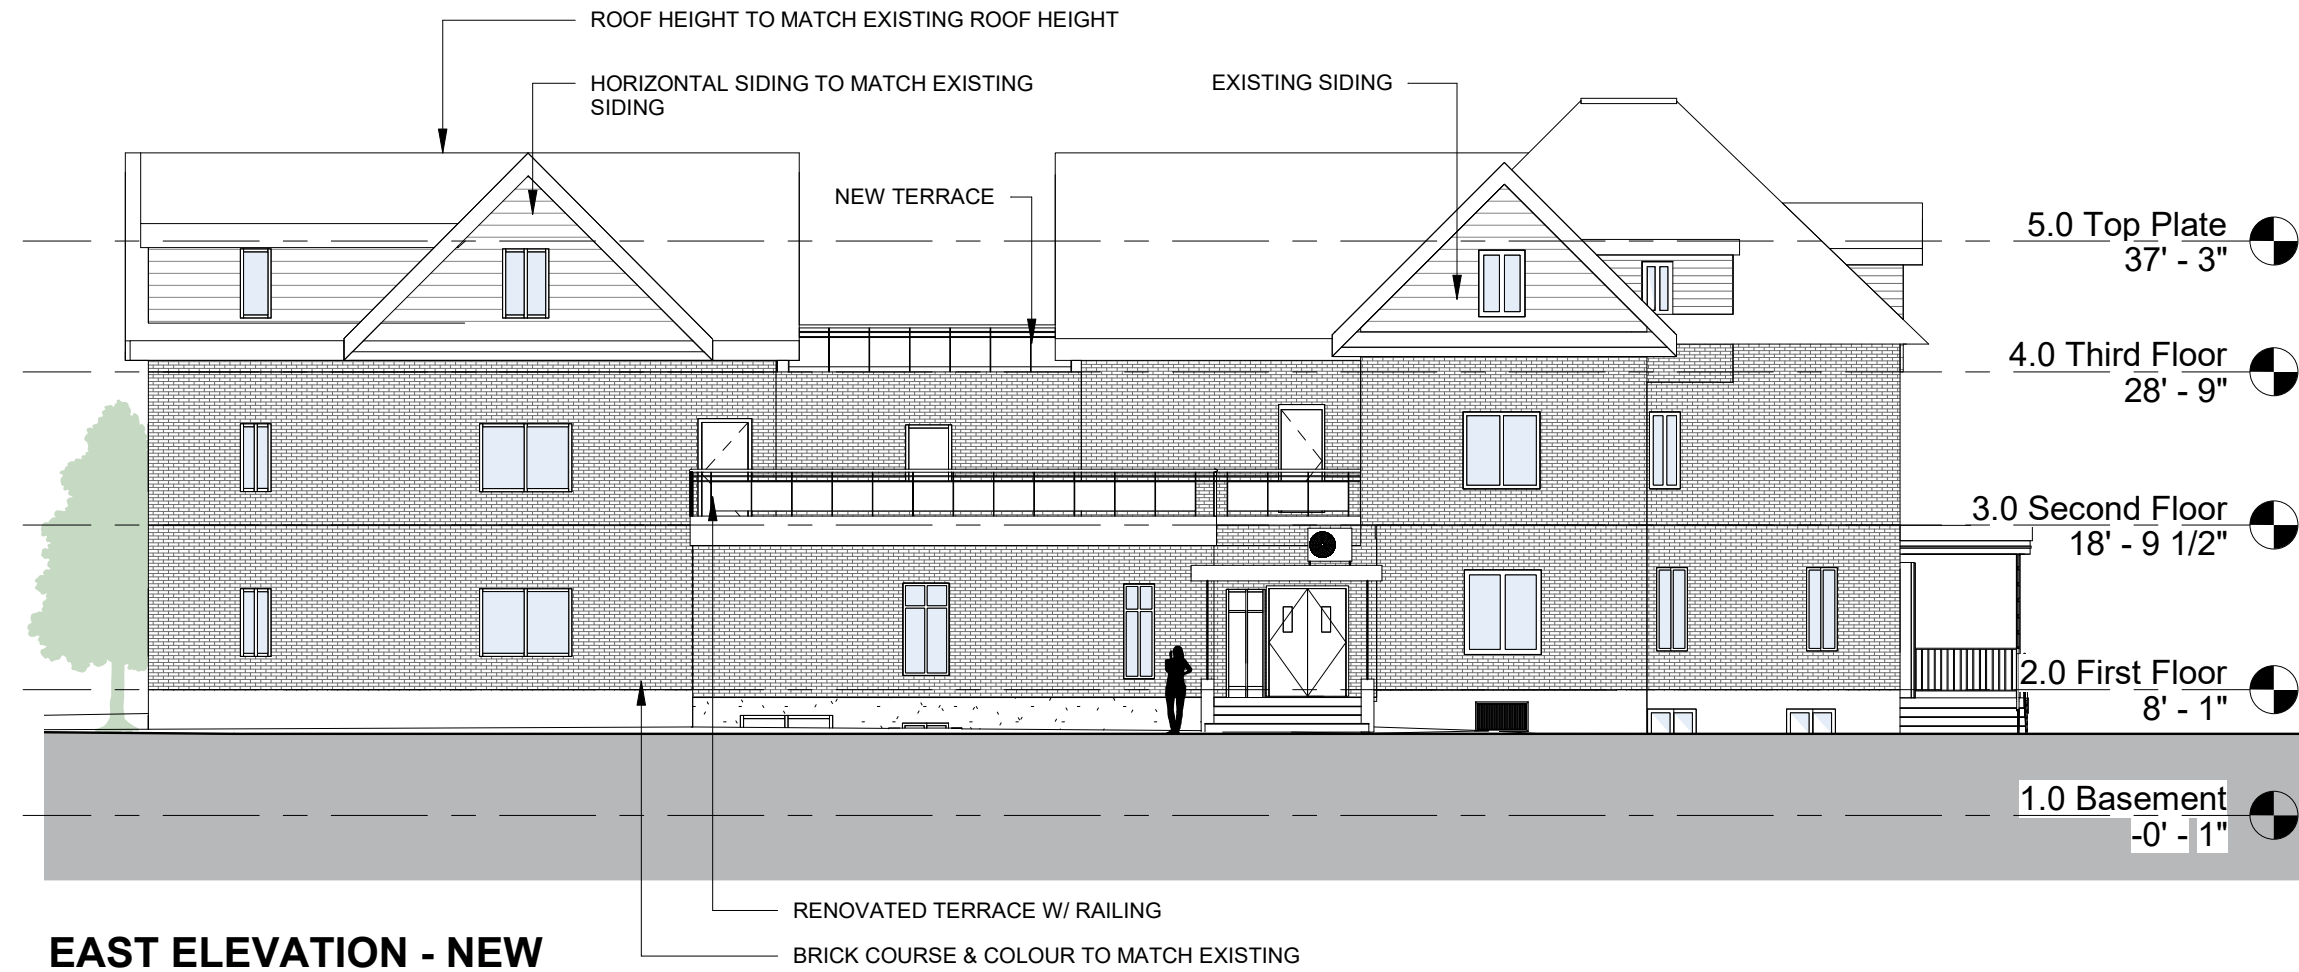 ROOF HEIGHT TO MATCH EXISTING ROOF HEIGHT
HORIZONTAL SIDING TO MATCH EXISTING
SIDING
EXISTING SIDING
NEW TERRACE
5.0 Top Plate
37' - 3"
4.0 Third Floor
28' - 9"
3.0 Second Floor
18' - 9 1/2"
2.0 First Floor
8' - 1"
1.0 Basement
-0' - 1"
RENOVATED TERRACE W/ RAILING
BRICK COURSE & COLOUR TO MATCH EXISTING
EAST ELEVATION - NEW